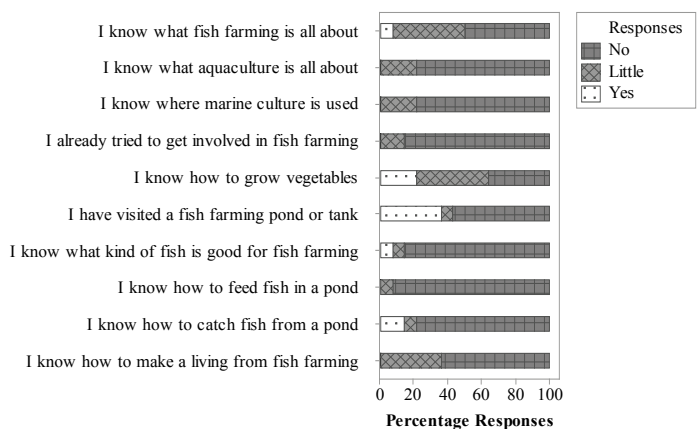 I know what fish farming is all about
I know what aquaculture is all about
I know where marine culture is used
I already tried to get involved in fish farming
I know how to grow vegetables
I have visited a fish farming pond or tank
I know what kind of fish is good for fish farming
I know how to feed fish in a pond
I know how to catch fish from a pond
I know how to make a living from fish farming
0 20 40 60 80 100
Percentage Responses
Responses
No
Little
Yes